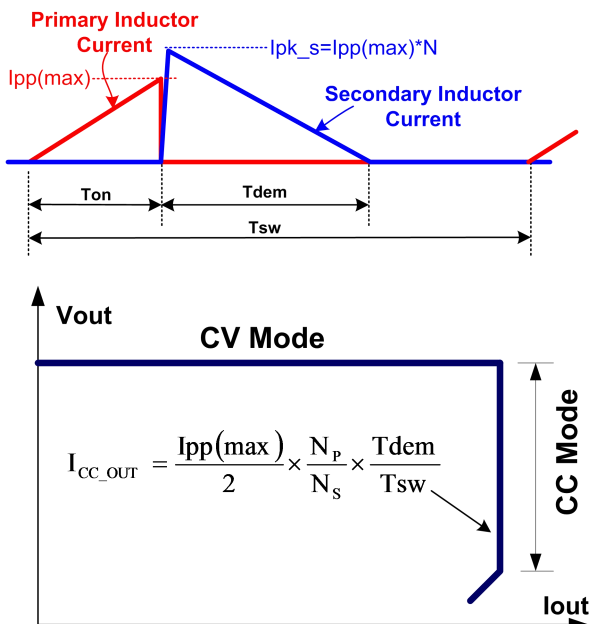 Primary Inductor
Current
Ipk_s=Ipp(max)*N
Ipp(max)
Secondary Inductor
Current
Ton
Tdem
Tsw
Vout
CV Mode
CC Mode
I_CC_OUT = Ipp(max)/2 × N_P/N_S × Tdem/Tsw
Iout